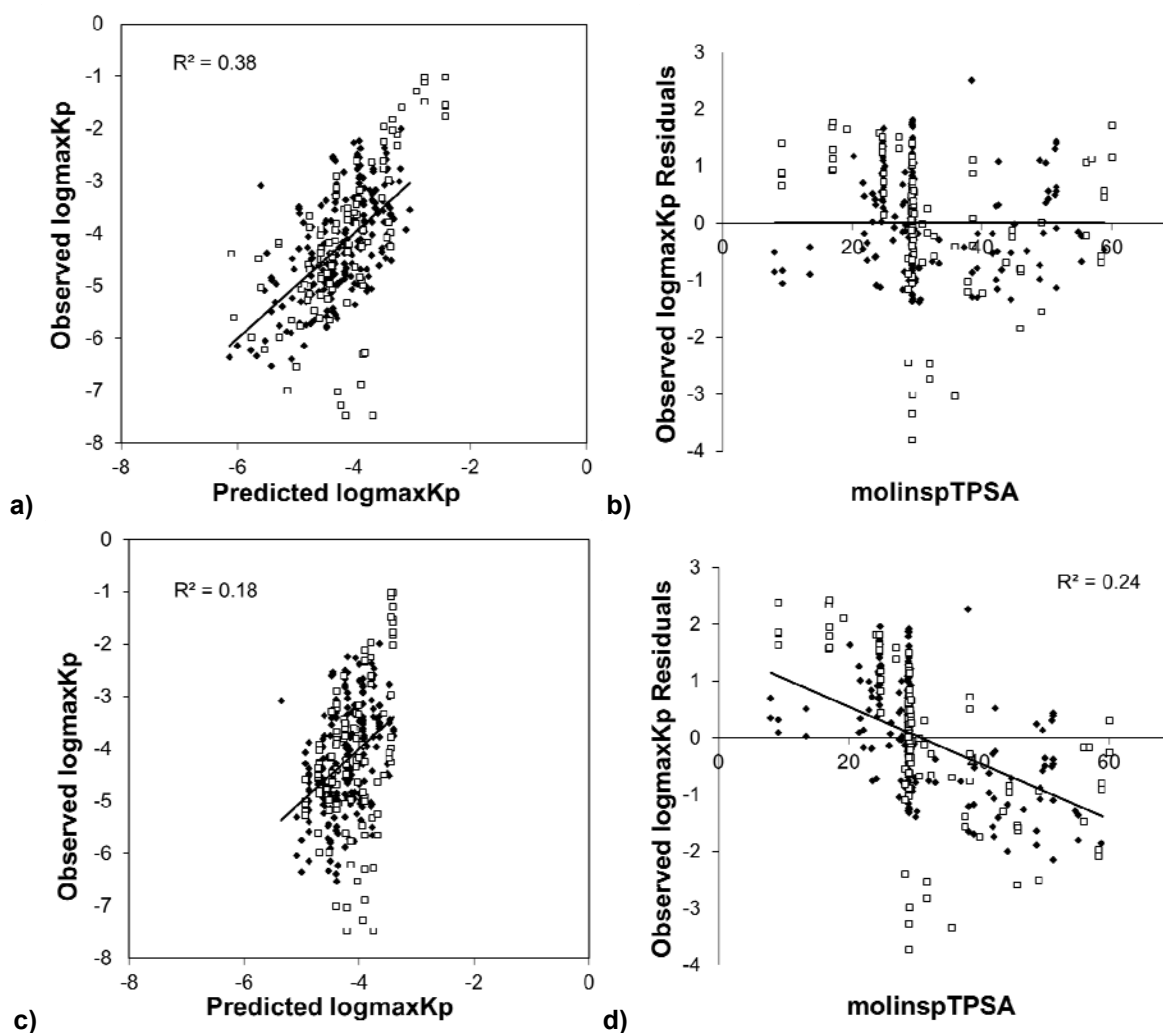 0
-1
-2
-3
-4
-5
-6
-7
-8
R² = 0.38
Observed logmaxKp
-8 -6 -4 -2 0
Predicted logmaxKp
a)
3
2
1
0
-1
-2
-3
-4
Observed logmaxKp Residuals
0 20 40 60
molinspTPSA
b)
0
-1
-2
-3
-4
-5
-6
-7
-8
R² = 0.18
Observed logmaxKp
-8 -6 -4 -2 0
Predicted logmaxKp
c)
3
2
1
0
-1
-2
-3
-4
R² = 0.24
Observed logmaxKp Residuals
0 20 40 60
molinspTPSA
d)